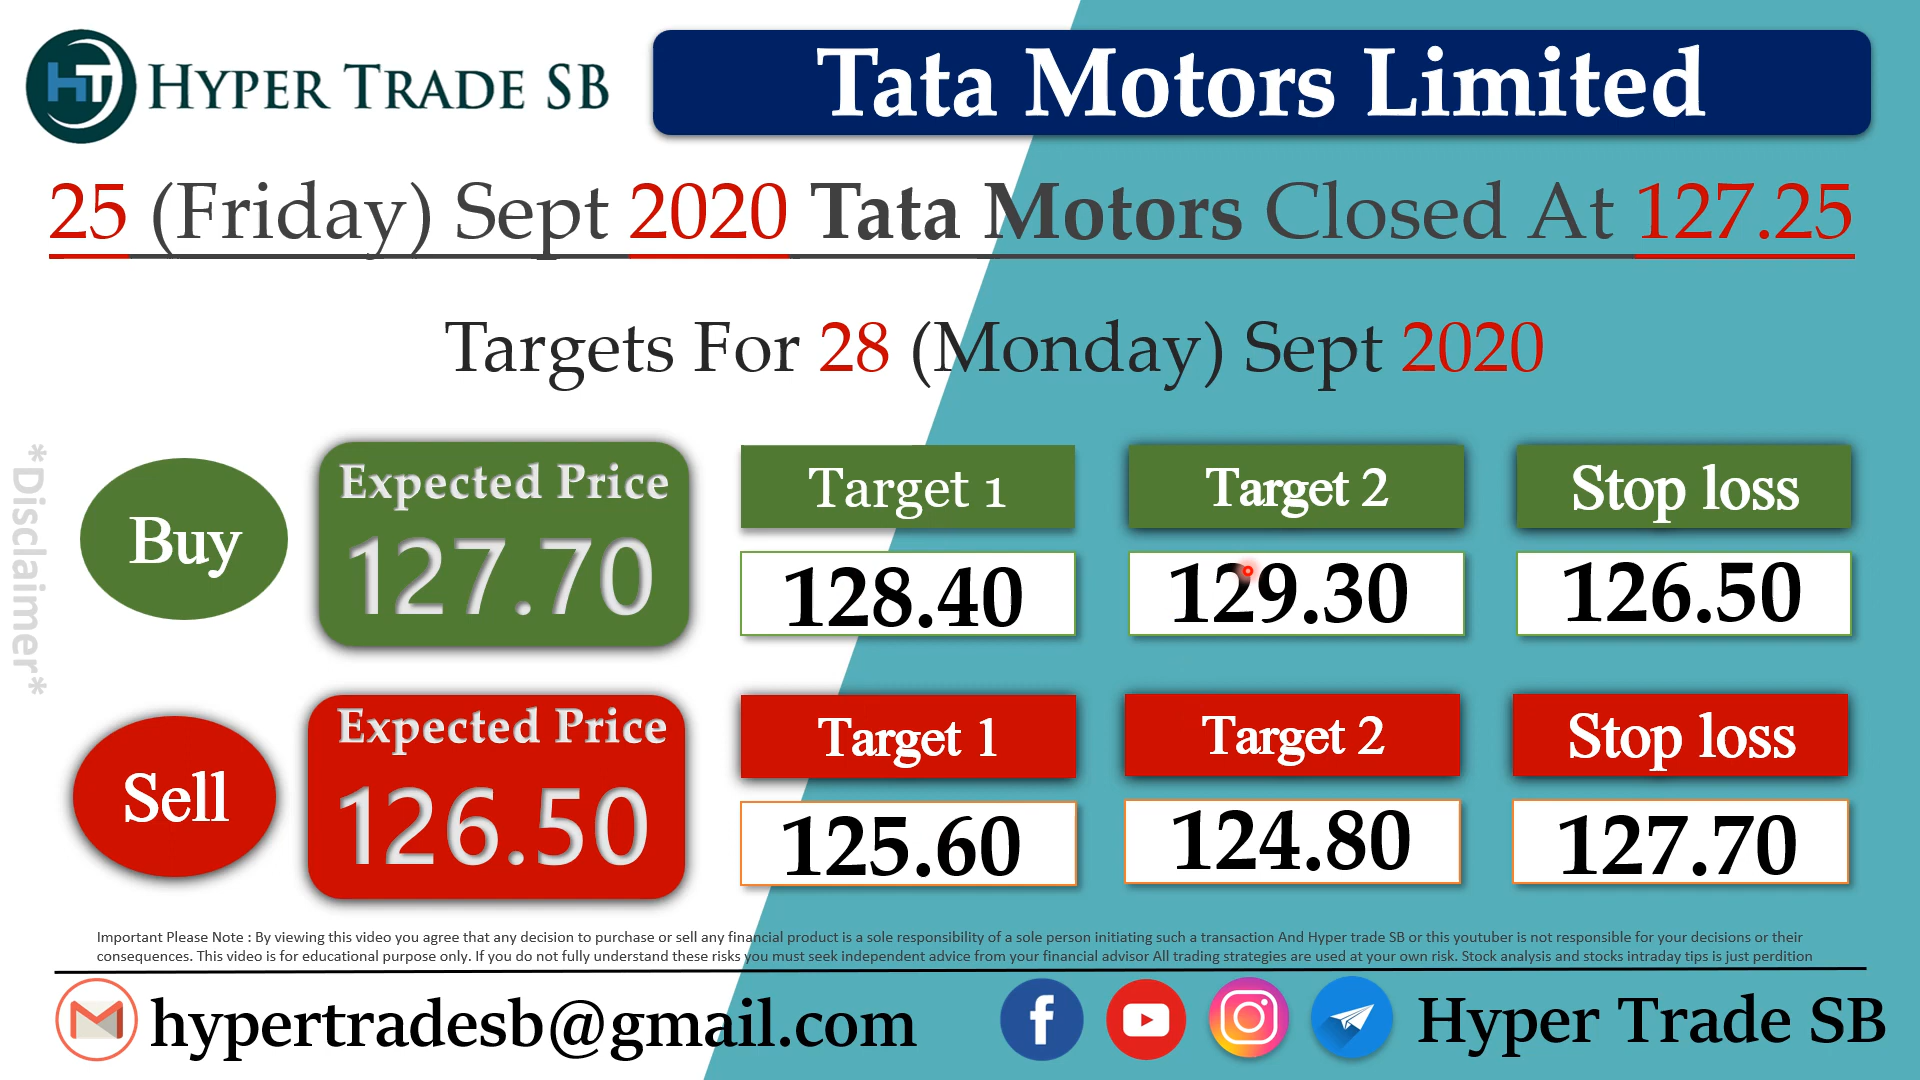 HT HYPER TRADE SB
Tata Motors Limited
25 (Friday) Sept 2020 Tata Motors Closed At 127.25
Targets For 28 (Monday) Sept 2020
*Disclaimer*
Buy
Expected Price
127.70
Target 1
128.40
Target 2
129.30
Stop loss
126.50
Sell
Expected Price
126.50
Target 1
125.60
Target 2
124.80
Stop loss
127.70
Important Please Note : By viewing this video you agree that any decision to purchase or sell any financial product is a sole responsibility of a sole person initiating such a transaction And Hyper trade SB or this youtuber is not responsible for your decisions or their
consequences. This video is for educational purpose only. If you do not fully understand these risks you must seek independent advice from your financial advisor All trading strategies are used at your own risk. Stock analysis and stocks intraday tips is just perdition
hypertradesb@gmail.com
f
Hyper Trade SB